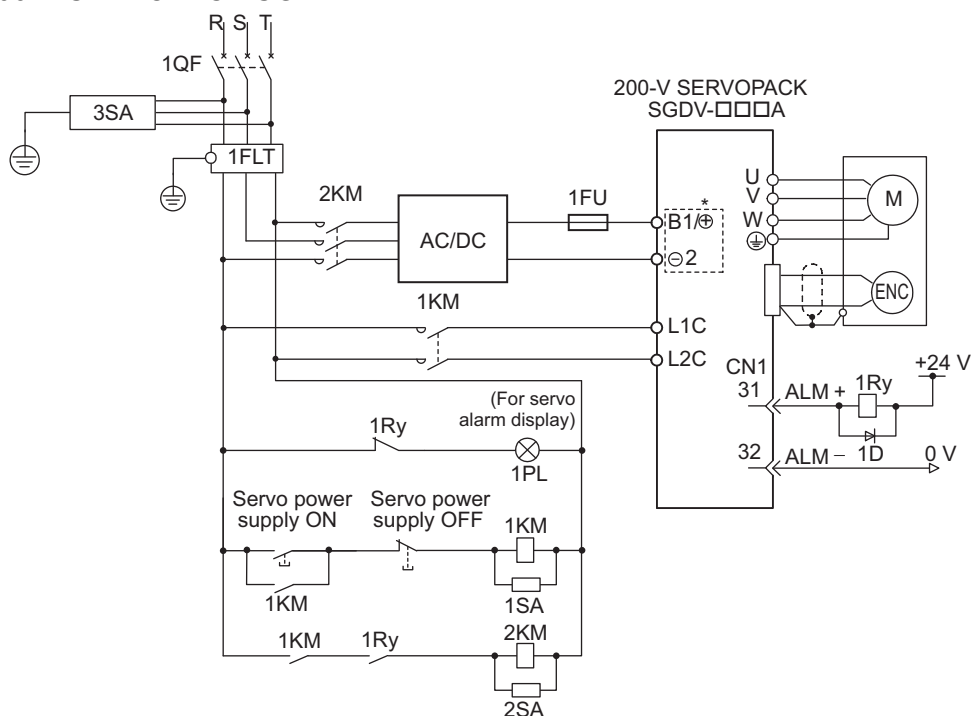 R S T
1QF
3SA
1FLT
200-V SERVOPACK
SGDV-□□□A
2KM
AC/DC
1FU
*
B1/⊕
⊖2
U
V
W
M
ENC
1KM
L1C
L2C
CN1
31
ALM +
1Ry
+24 V
1D
32
ALM −
0 V
(For servo
alarm display)
1Ry
1PL
Servo power
supply ON
Servo power
supply OFF
1KM
1KM
1SA
1KM
1Ry
2KM
2SA